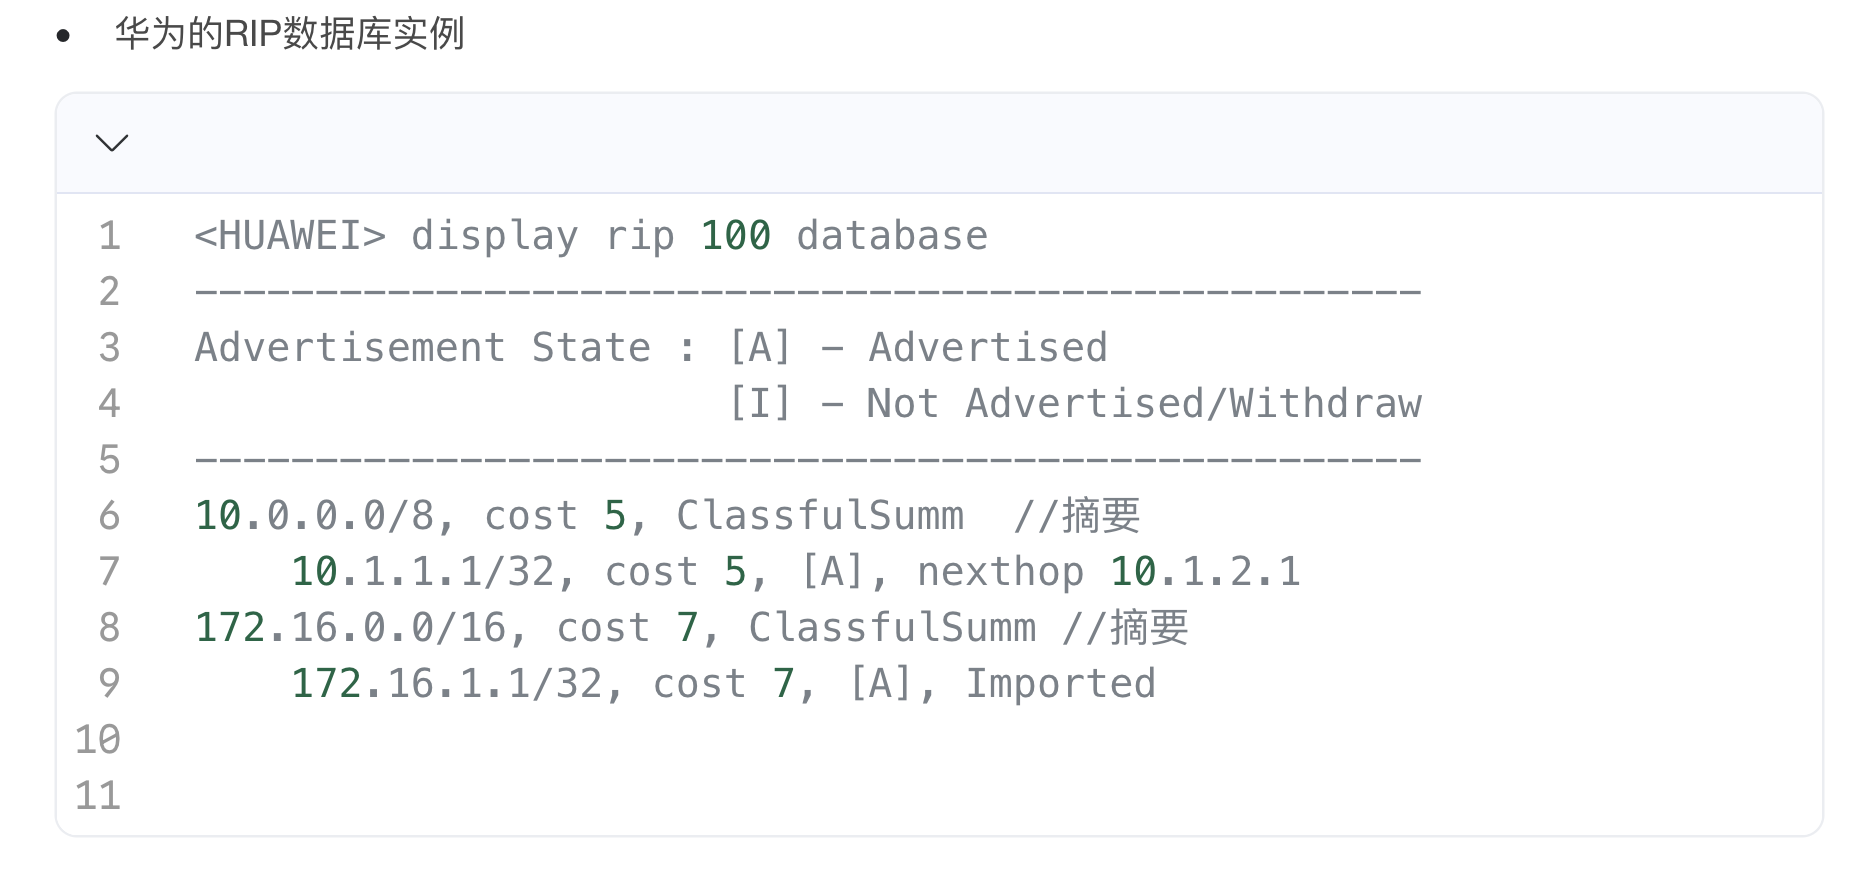 • 华为的RIP数据库实例
1 <HUAWEI> display rip 100 database
2 ---------------------------------------------------
3 Advertisement State : [A] - Advertised
4                       [I] - Not Advertised/Withdraw
5 ---------------------------------------------------
6 10.0.0.0/8, cost 5, ClassfulSumm  //摘要
7     10.1.1.1/32, cost 5, [A], nexthop 10.1.2.1
8 172.16.0.0/16, cost 7, ClassfulSumm //摘要
9     172.16.1.1/32, cost 7, [A], Imported
10
11